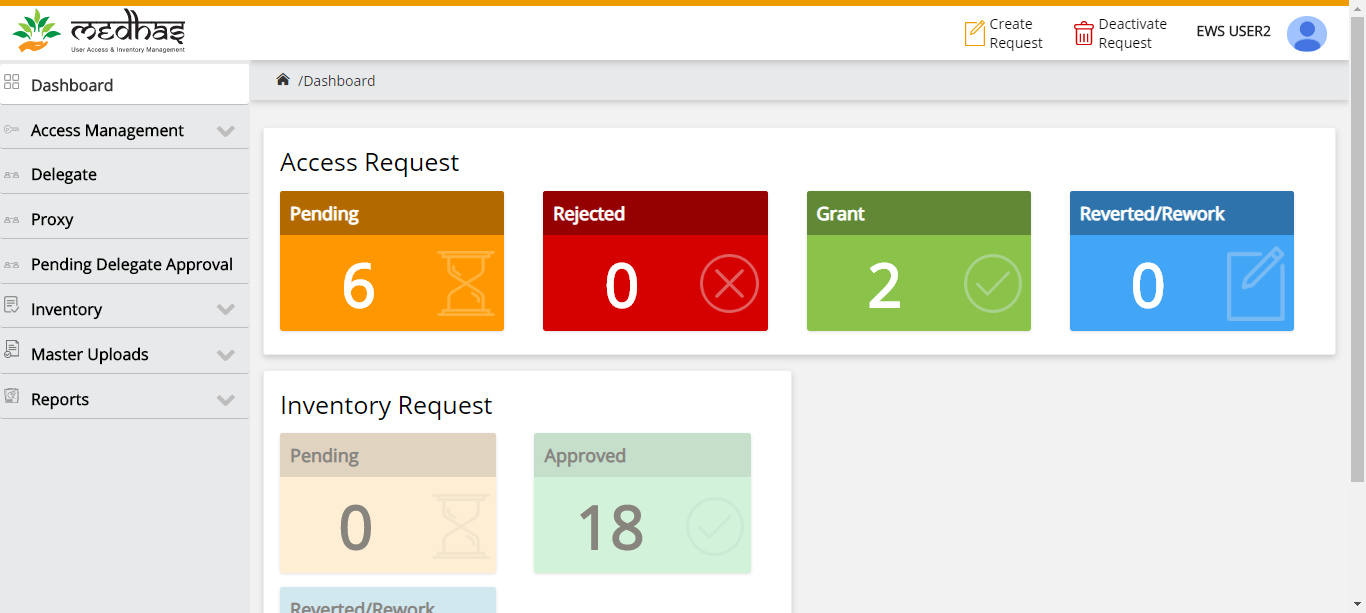 medhas
User Access & Inventory Management
Create
Request
Deactivate
Request
EWS USER2
Dashboard
Access Management
Delegate
Proxy
Pending Delegate Approval
Inventory
Master Uploads
Reports
/Dashboard
Access Request
Pending
6
Rejected
0
Grant
2
Reverted/Rework
0
Inventory Request
Pending
0
Approved
18
Reverted/Rework